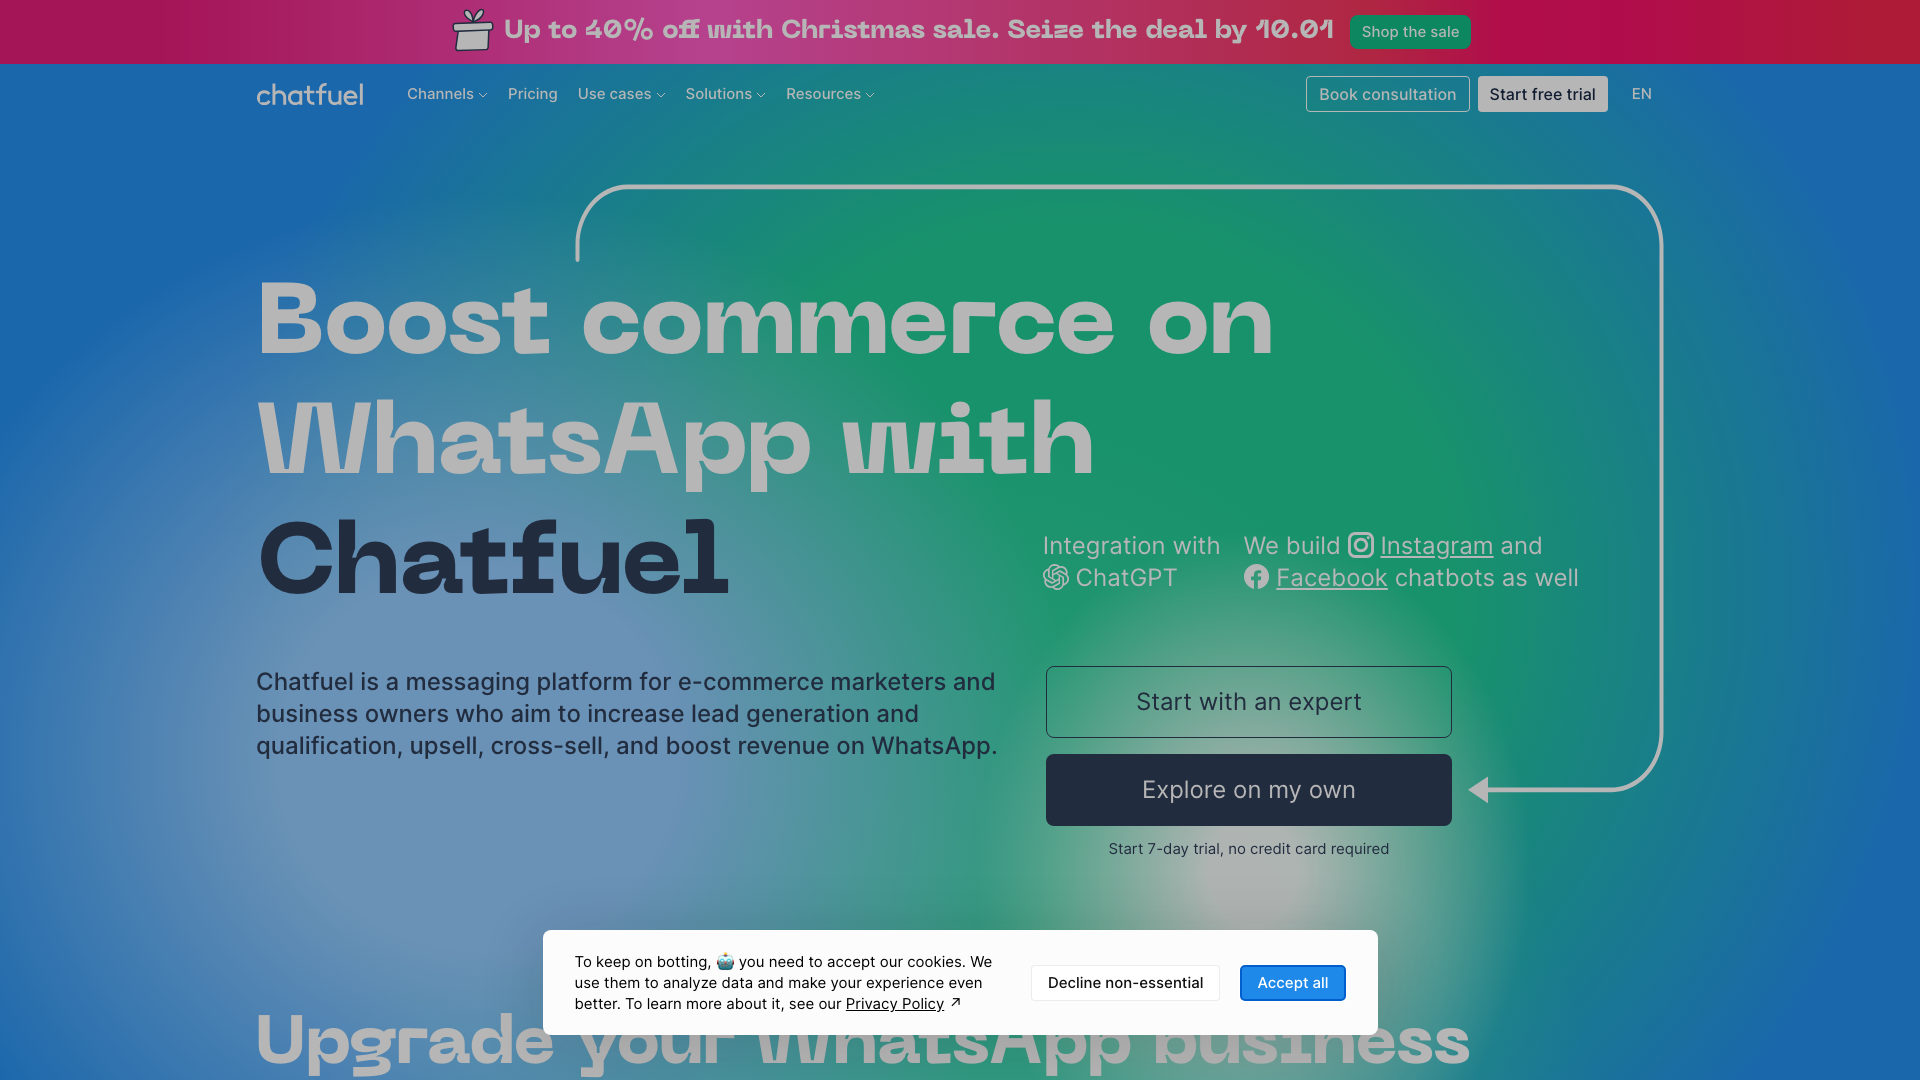 Up to 40% off with Christmas sale. Seize the deal by 10.01
Shop the sale
chatfuel
Channels
Pricing
Use cases
Solutions
Resources
Book consultation
Start free trial
EN
Boost commerce on
WhatsApp with
Chatfuel
Integration with
ChatGPT
We build Instagram and
Facebook chatbots as well
Chatfuel is a messaging platform for e-commerce marketers and
business owners who aim to increase lead generation and
qualification, upsell, cross-sell, and boost revenue on WhatsApp.
Start with an expert
Explore on my own
Start 7-day trial, no credit card required
To keep on botting, 🤖 you need to accept our cookies. We
use them to analyze data and make your experience even
better. To learn more about it, see our Privacy Policy ↗
Decline non-essential
Accept all
Upgrade your WhatsApp business